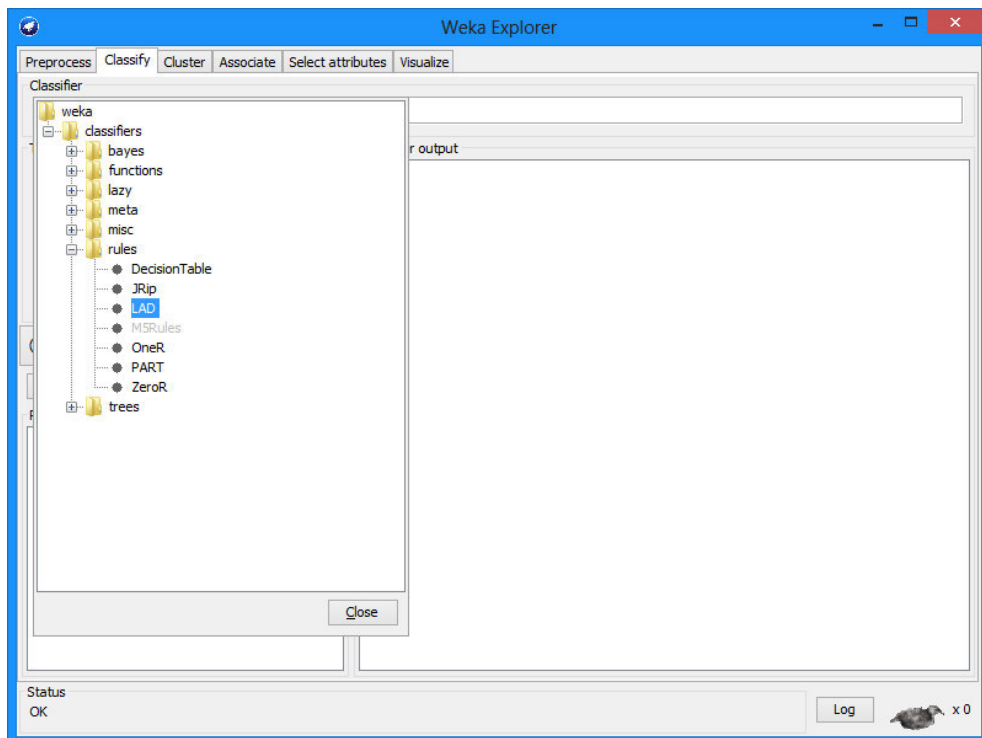 Weka Explorer
Preprocess Classify Cluster Associate Select attributes Visualize
Classifier
weka
classifiers
bayes
r output
functions
lazy
meta
misc
rules
DecisionTable
JRip
LAD
M5Rules
OneR
PART
ZeroR
trees
Close
Status
OK
Log
x 0